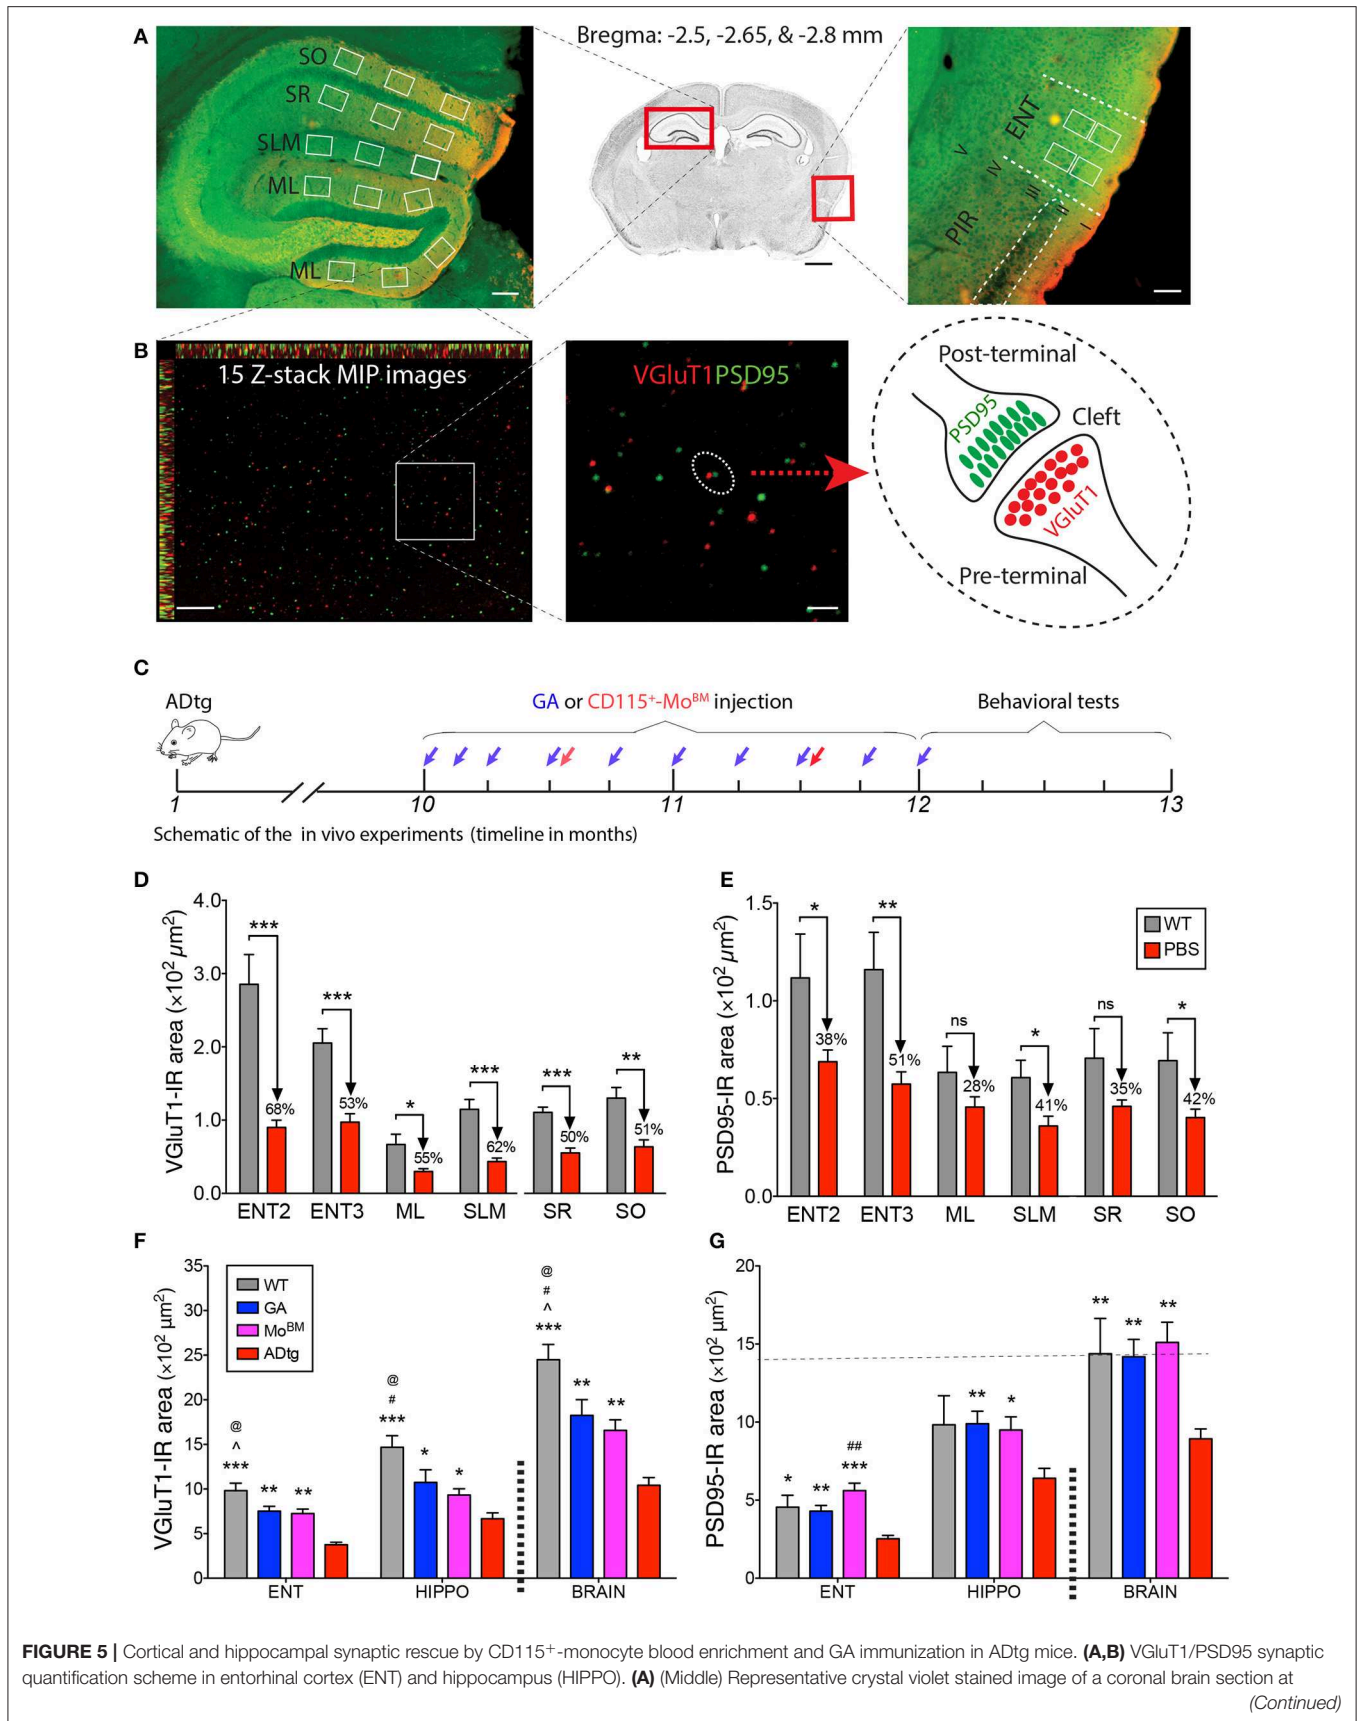 A
Bregma: -2.5, -2.65, & -2.8 mm
SO
SR
SLM
ML
ML
ENT
V
IV
III
II
I
PIR
B
15 Z-stack MIP images
VGluT1PSD95
Post-terminal
PSD95
Cleft
VGluT1
Pre-terminal
C
ADtg
GA or CD115⁺-Moᴮᴹ injection
Behavioral tests
1
10
11
12
13
Schematic of the in vivo experiments (timeline in months)
D
VGluT1-IR area (×10² µm²)
4.0
3.0
2.0
1.0
0.0
***
***
*
***
***
**
68%
53%
55%
62%
50%
51%
ENT2 ENT3 ML SLM SR SO
E
PSD95-IR area (×10² µm²)
1.5
1.0
0.5
0.0
WT
PBS
*
**
ns
*
ns
*
38%
51%
28%
41%
35%
42%
ENT2 ENT3 ML SLM SR SO
F
VGluT1-IR area (×10² µm²)
35
30
25
20
15
10
5
0
WT
GA
Moᴮᴹ
ADtg
@
^
*** ** **
@
#
*** * *
@
#
^
*** ** **
ENT HIPPO BRAIN
G
PSD95-IR area (×10² µm²)
20
15
10
5
0
##
* ** ***
** *
** ** **
ENT HIPPO BRAIN
FIGURE 5 | Cortical and hippocampal synaptic rescue by CD115⁺-monocyte blood enrichment and GA immunization in ADtg mice. (A,B) VGluT1/PSD95 synaptic
quantification scheme in entorhinal cortex (ENT) and hippocampus (HIPPO). (A) (Middle) Representative crystal violet stained image of a coronal brain section at
(Continued)